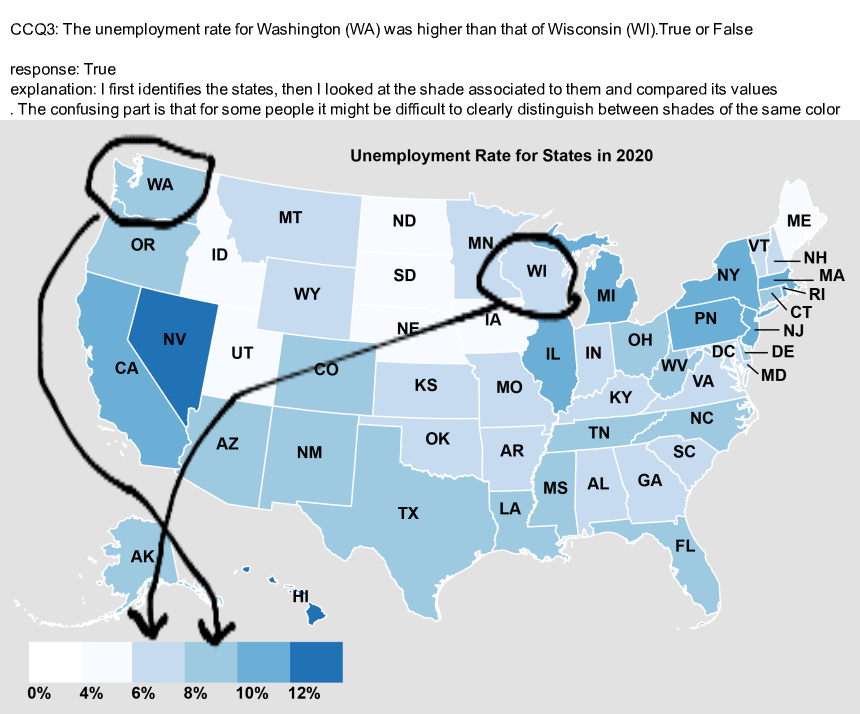 CCQ3: The unemployment rate for Washington (WA) was higher than that of Wisconsin (WI).True or False
response: True
explanation: I first identifies the states, then I looked at the shade associated to them and compared its values
. The confusing part is that for some people it might be difficult to clearly distinguish between shades of the same color
Unemployment Rate for States in 2020
WA
MT
ND
ME
OR
ID
MN
VT
NH
SD
WI
NY
MA
WY
MI
RI
CT
NV
NE
IA
PN
NJ
UT
IL
IN
OH
DC
DE
CA
CO
WV
MD
KS
MO
KY
VA
AZ
NM
OK
AR
TN
NC
SC
TX
LA
MS
AL
GA
FL
AK
HI
0% 4% 6% 8% 10% 12%